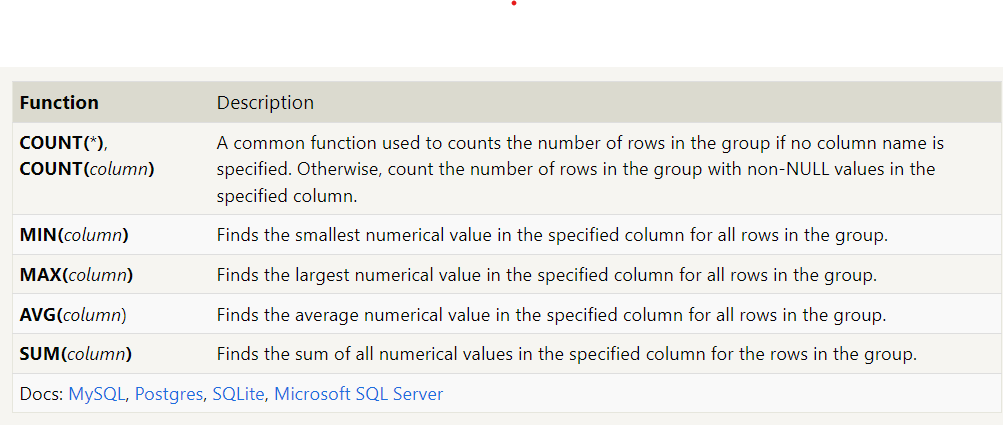 Function Description
COUNT(*), A common function used to counts the number of rows in the group if no column name is
COUNT(column) specified. Otherwise, count the number of rows in the group with non-NULL values in the
specified column.
MIN(column) Finds the smallest numerical value in the specified column for all rows in the group.
MAX(column) Finds the largest numerical value in the specified column for all rows in the group.
AVG(column) Finds the average numerical value in the specified column for all rows in the group.
SUM(column) Finds the sum of all numerical values in the specified column for the rows in the group.
Docs: MySQL, Postgres, SQLite, Microsoft SQL Server